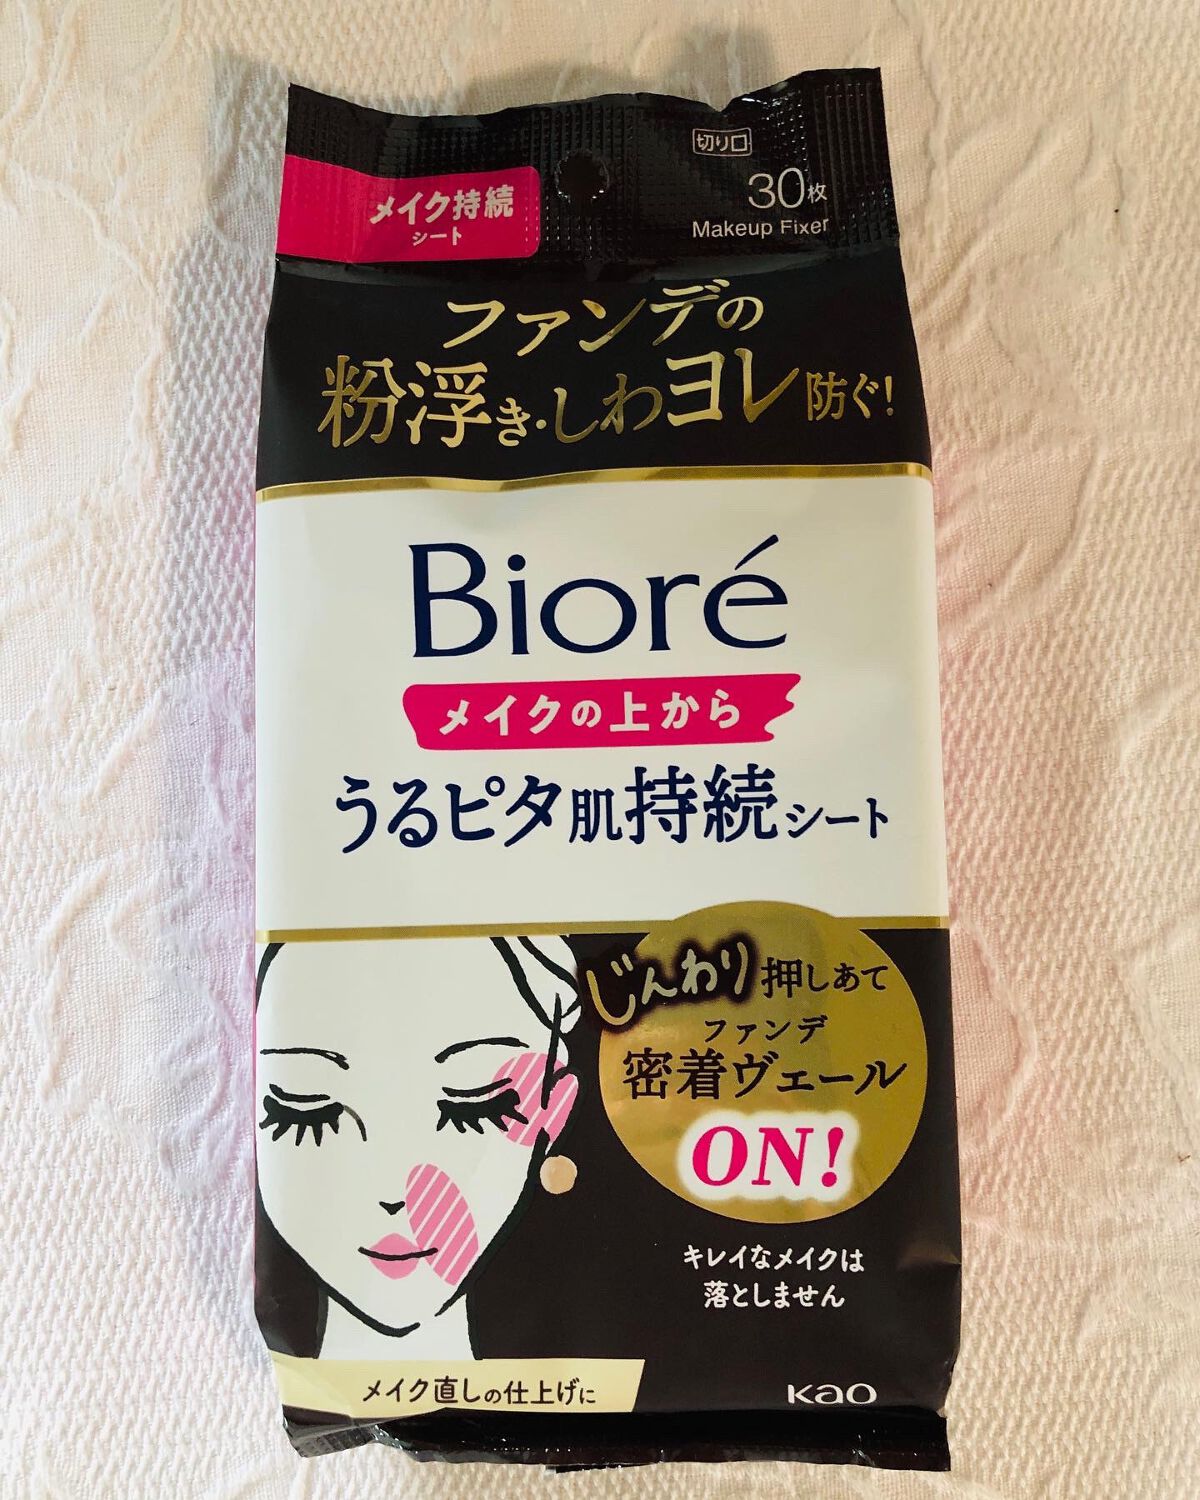 切り口
30枚
Makeup Fixer
メイク持続
シート
ファンデの
粉浮き・しわヨレ防ぐ!
Bioré
メイクの上から
うるピタ肌持続シート
じんわり押しあて
ファンデ
密着ヴェール
ON!
キレイなメイクは
落としません
メイク直しの仕上げに
Kao